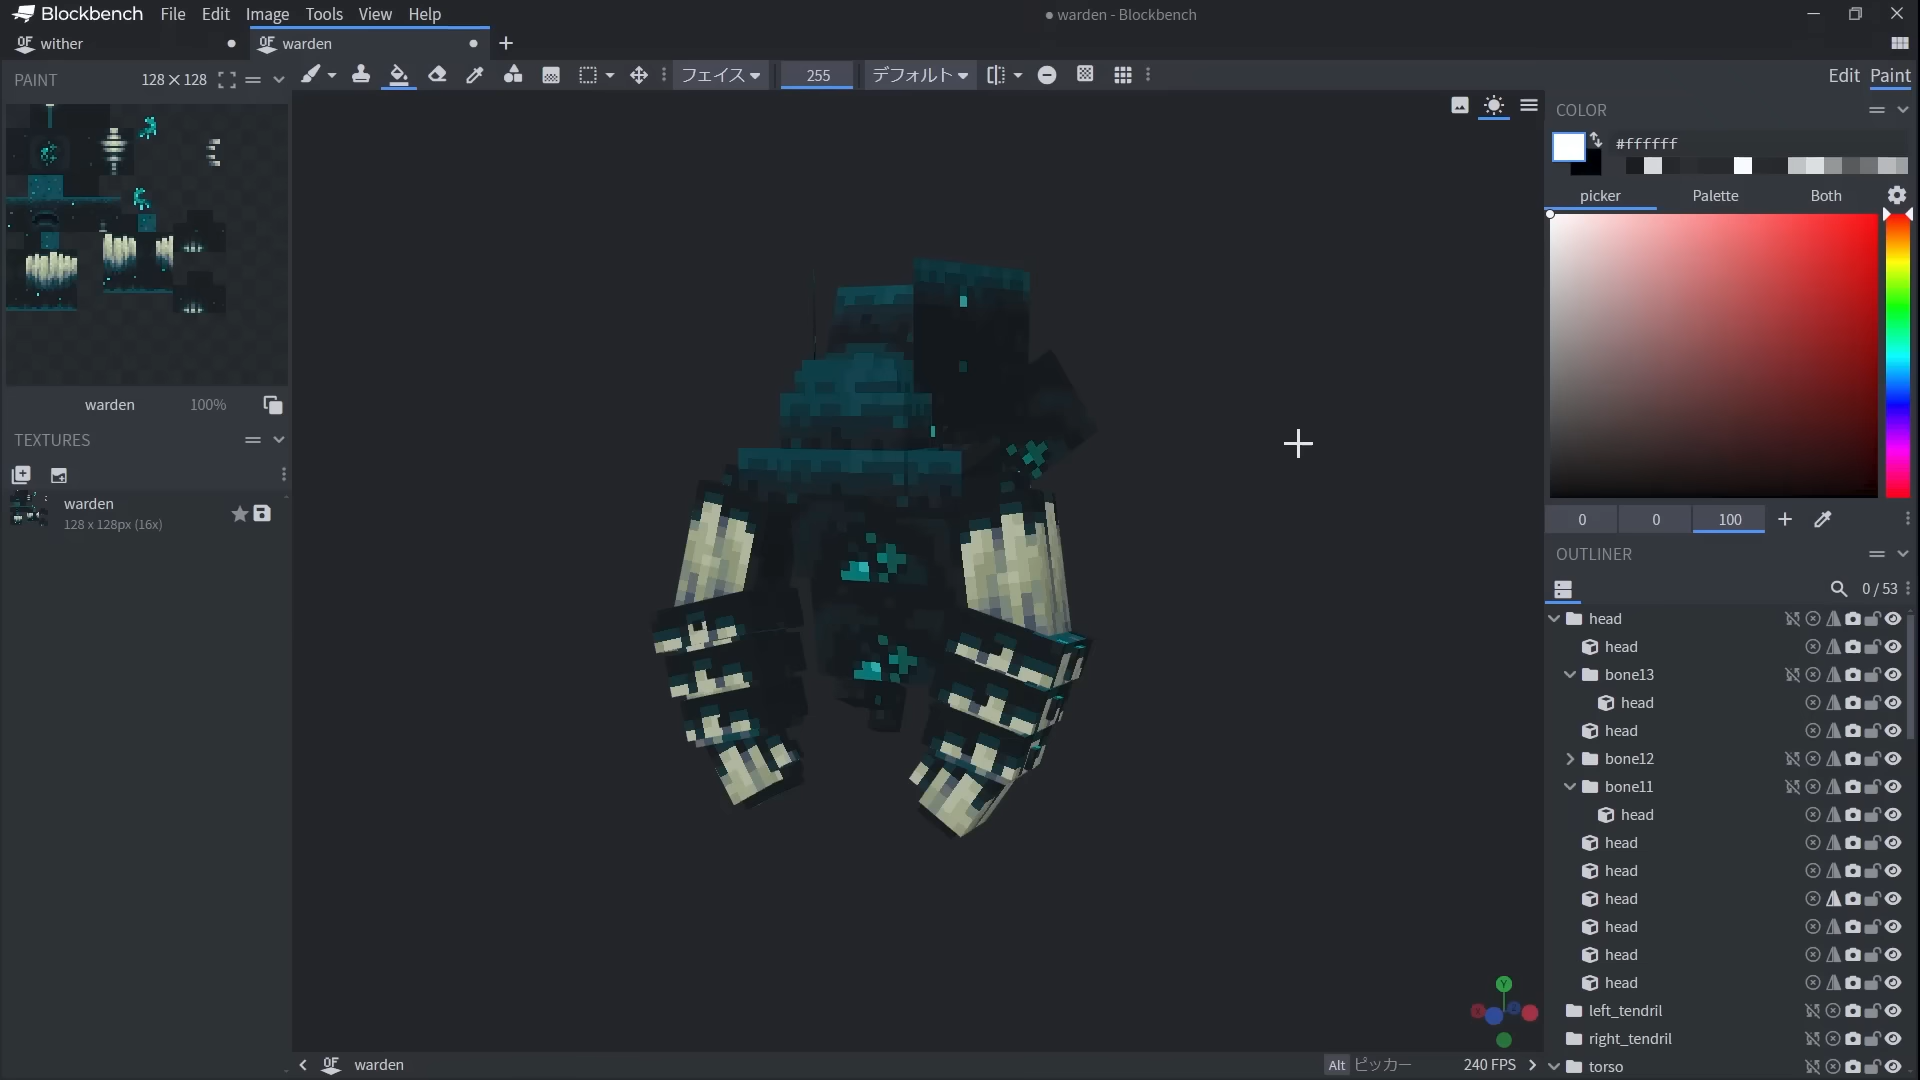 Blockbench File Edit Image Tools View Help
warden - Blockbench
wither
warden
PAINT 128 × 128
フェイス 255 デフォルト
Edit Paint
warden 100%
TEXTURES
warden
128 x 128px (16x)
COLOR
#ffffff
picker Palette Both
0 0 100
OUTLINER
0 / 53
head
head
bone13
head
head
bone12
bone11
head
head
head
head
head
head
head
left_tendril
right_tendril
torso
Y
warden
Alt ピッカー 240 FPS